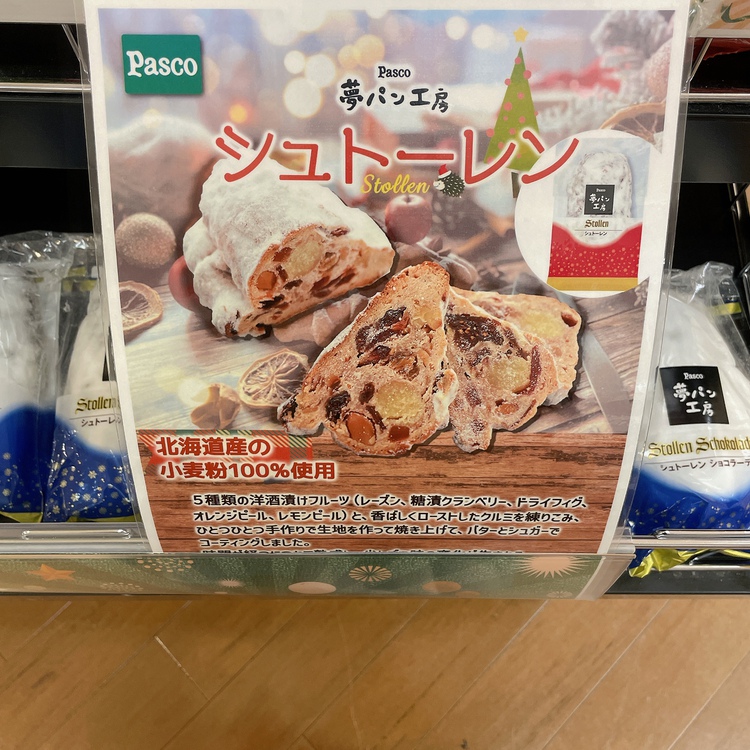 Pasco
Pasco
夢パン工房
シュトーレン
Stollen
Pasco
夢パン
工房
Stollen
シュトーレン
北海道産の
小麦粉100%使用
5種類の洋酒漬けフルーツ(レーズン、糖漬クランベリー、ドライフィグ、
オレンジピール、レモンピール)と、香ばしくローストしたクルミを練りこみ、
ひとつひとつ手作りで生地を作って焼き上げて、バターとシュガーで
コーティングしました。
Stollen
シュトーレン
Pasco
夢パン
工房
Stollen Schokolade
シュトーレン ショコラーデ